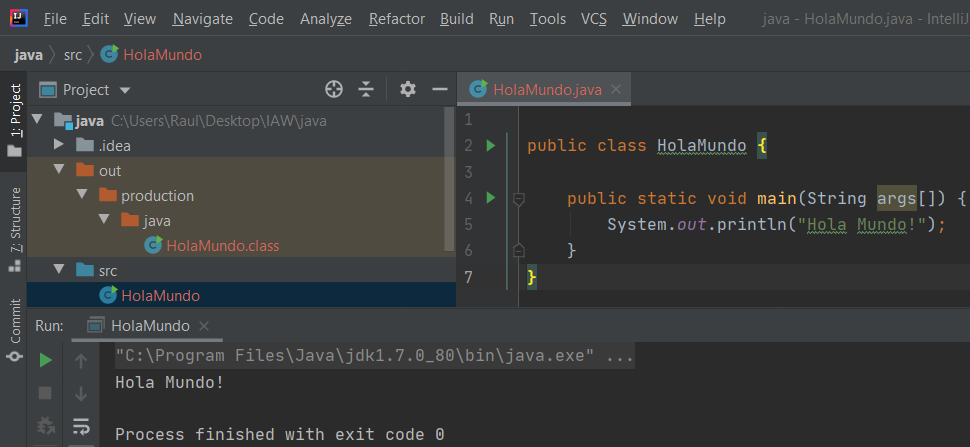 File Edit View Navigate Code Analyze Refactor Build Run Tools VCS Window Help java - HolaMundo.java - IntelliJ
java src HolaMundo
Project
HolaMundo.java
1: Project
7: Structure
Commit
java C:\Users\Raul\Desktop\IAW\java
.idea
out
production
java
HolaMundo.class
src
HolaMundo
1
2 public class HolaMundo {
3
4 public static void main(String args[]) {
5 System.out.println("Hola Mundo!");
6 }
7 }
Run: HolaMundo
"C:\Program Files\Java\jdk1.7.0_80\bin\java.exe" ...
Hola Mundo!
Process finished with exit code 0